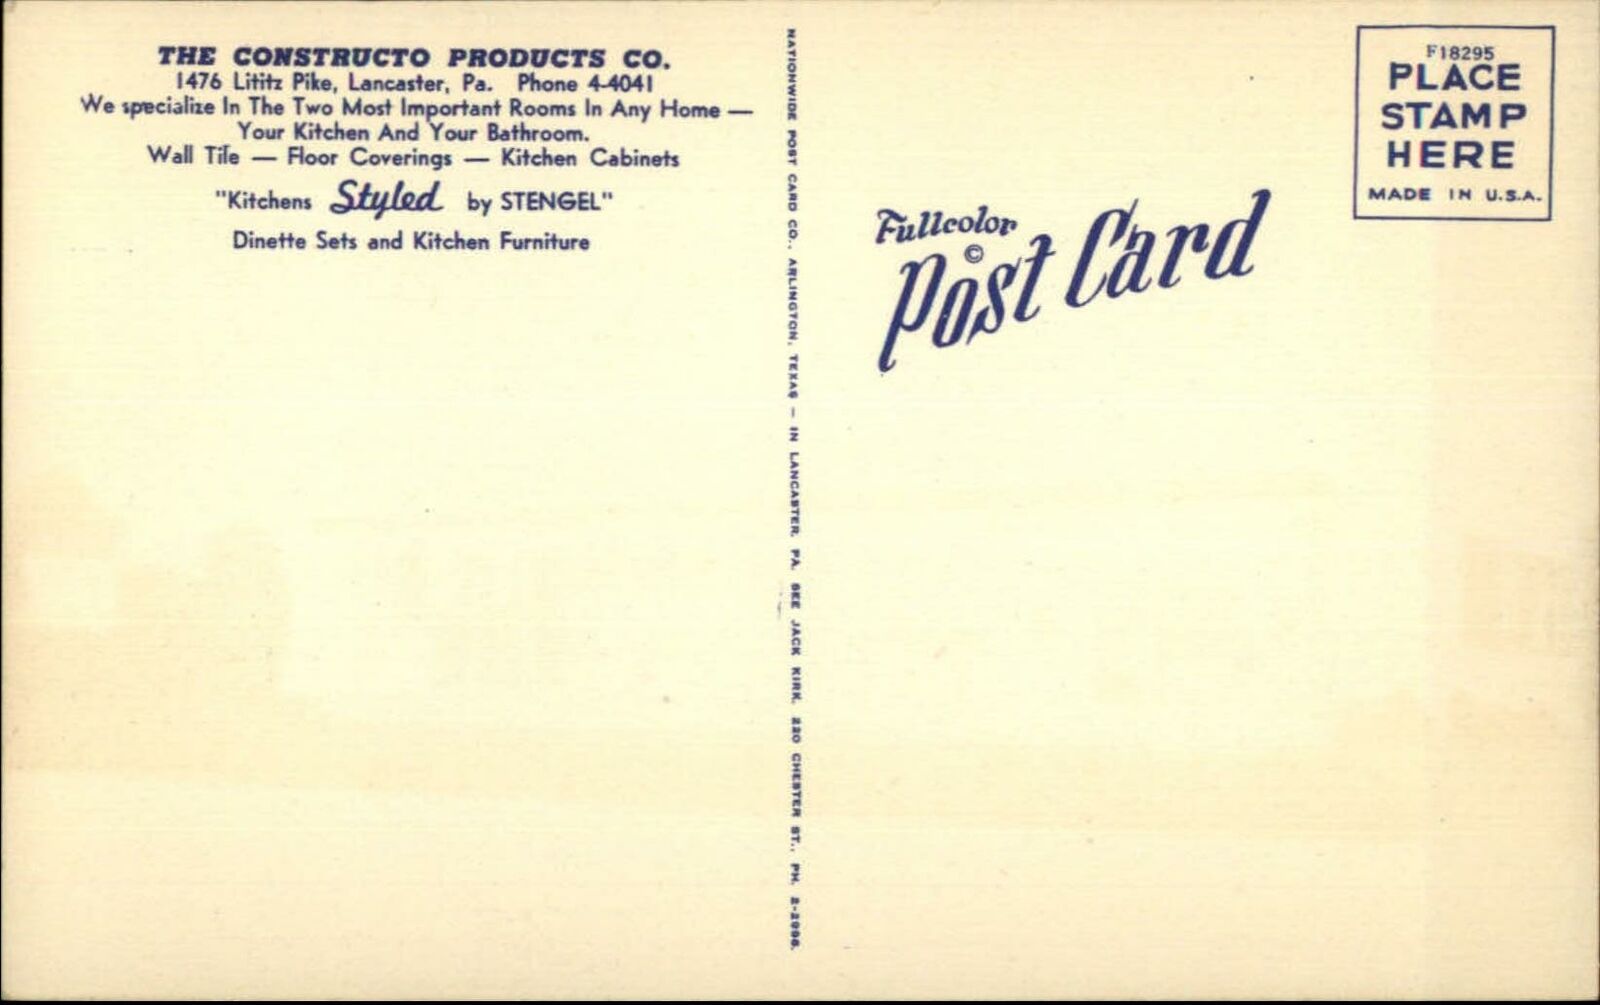 THE CONSTRUCTO PRODUCTS CO.
1476 Lititz Pike, Lancaster, Pa. Phone 4-4041
We specialize In The Two Most Important Rooms In Any Home —
Your Kitchen And Your Bathroom.
Wall Tile — Floor Coverings — Kitchen Cabinets
"Kitchens Styled by STENGEL"
Dinette Sets and Kitchen Furniture
NATIONWIDE POST CARD CO., ARLINGTON, TEXAS — IN LANCASTER, PA. SEE JACK KIRK, 220 CHESTER ST., PH.
Fullcolor
©
Post Card
F18295
PLACE
STAMP
HERE
MADE IN U.S.A.